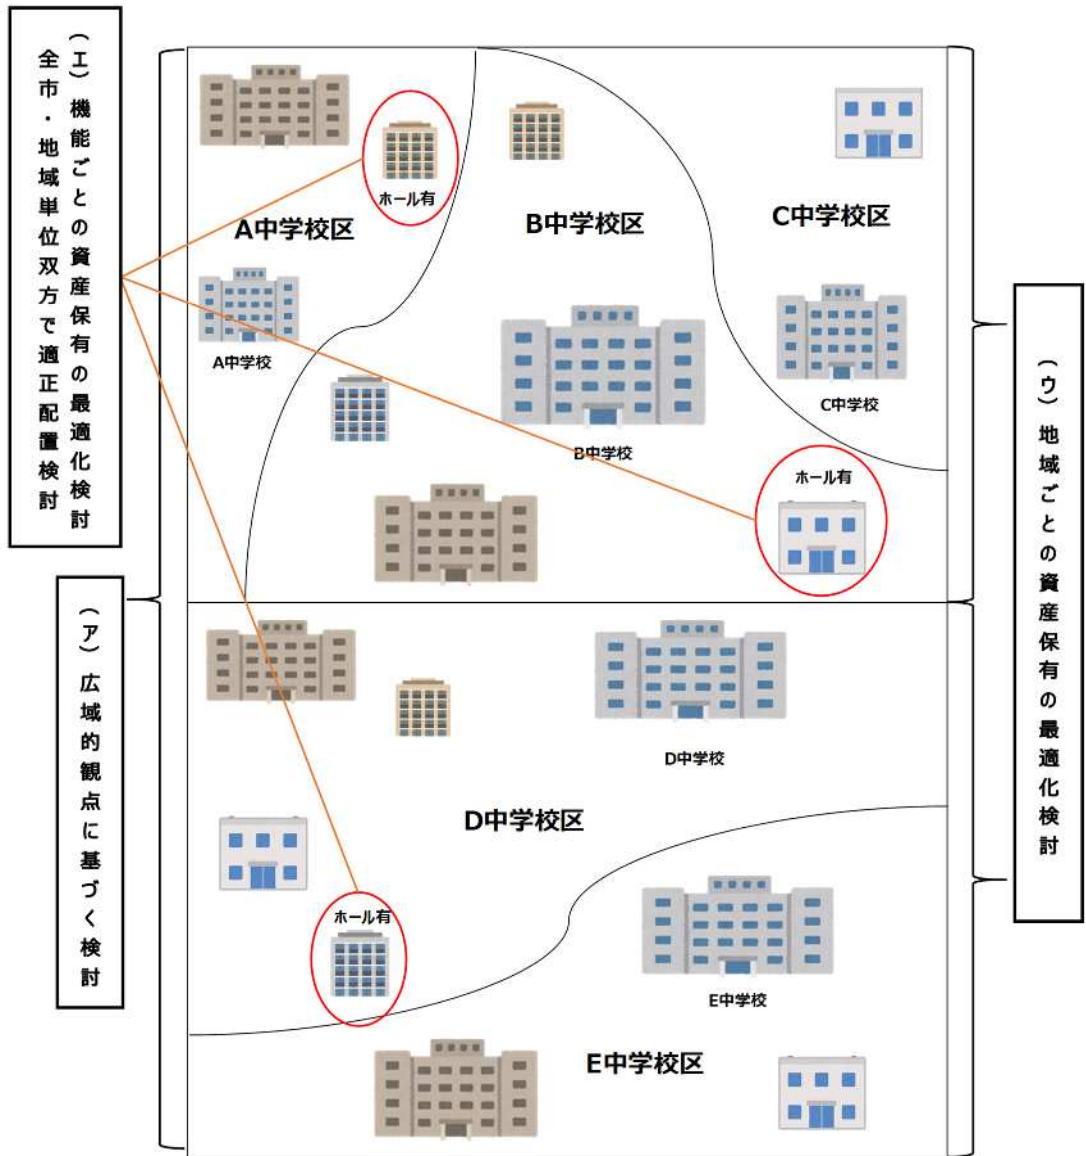 (エ)機能ごとの資産保有の最適化検討
全市・地域単位双方で適正配置検討
(ア)広域的観点に基づく検討
ホール有
A中学校区
B中学校区
C中学校区
A中学校
B中学校
C中学校
ホール有
D中学校
D中学校区
ホール有
E中学校
E中学校区
(ウ)地域ごとの資産保有の最適化検討